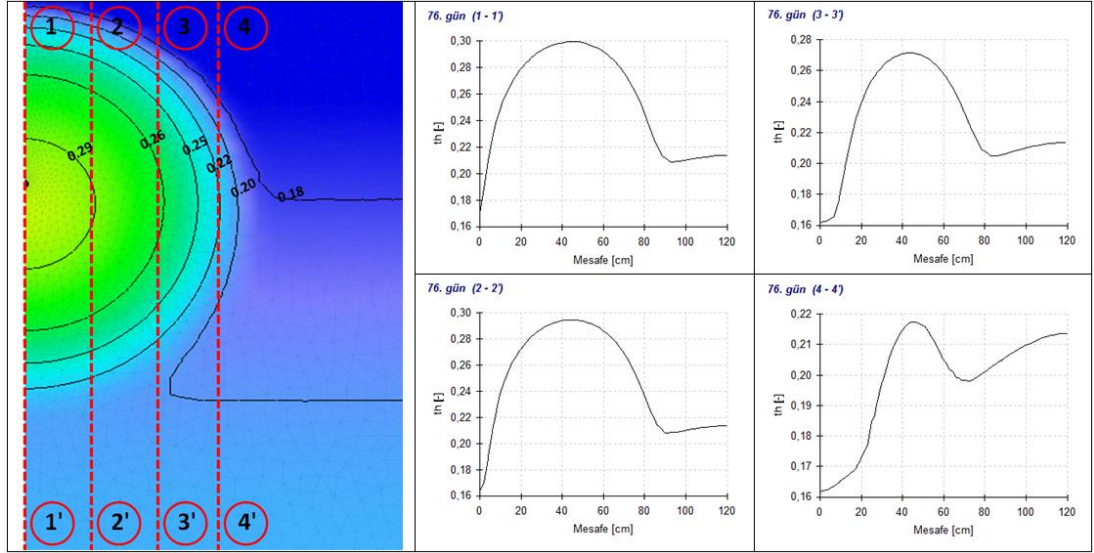 1 2 3 4
0.29
0.26
0.25
0.22
0.20
0.18
1' 2' 3' 4'
76. gün (1 - 1')
0,30
0,28
0,26
0,24
0,22
0,20
0,18
0,16
th [-]
0 20 40 60 80 100 120
Mesafe [cm]
76. gün (3 - 3')
0,28
0,26
0,24
0,22
0,20
0,18
0,16
th [-]
0 20 40 60 80 100 120
Mesafe [cm]
76. gün (2 - 2')
0,30
0,28
0,26
0,24
0,22
0,20
0,18
0,16
th [-]
0 20 40 60 80 100 120
Mesafe [cm]
76. gün (4 - 4')
0,22
0,21
0,20
0,19
0,18
0,17
0,16
th [-]
0 20 40 60 80 100 120
Mesafe [cm]